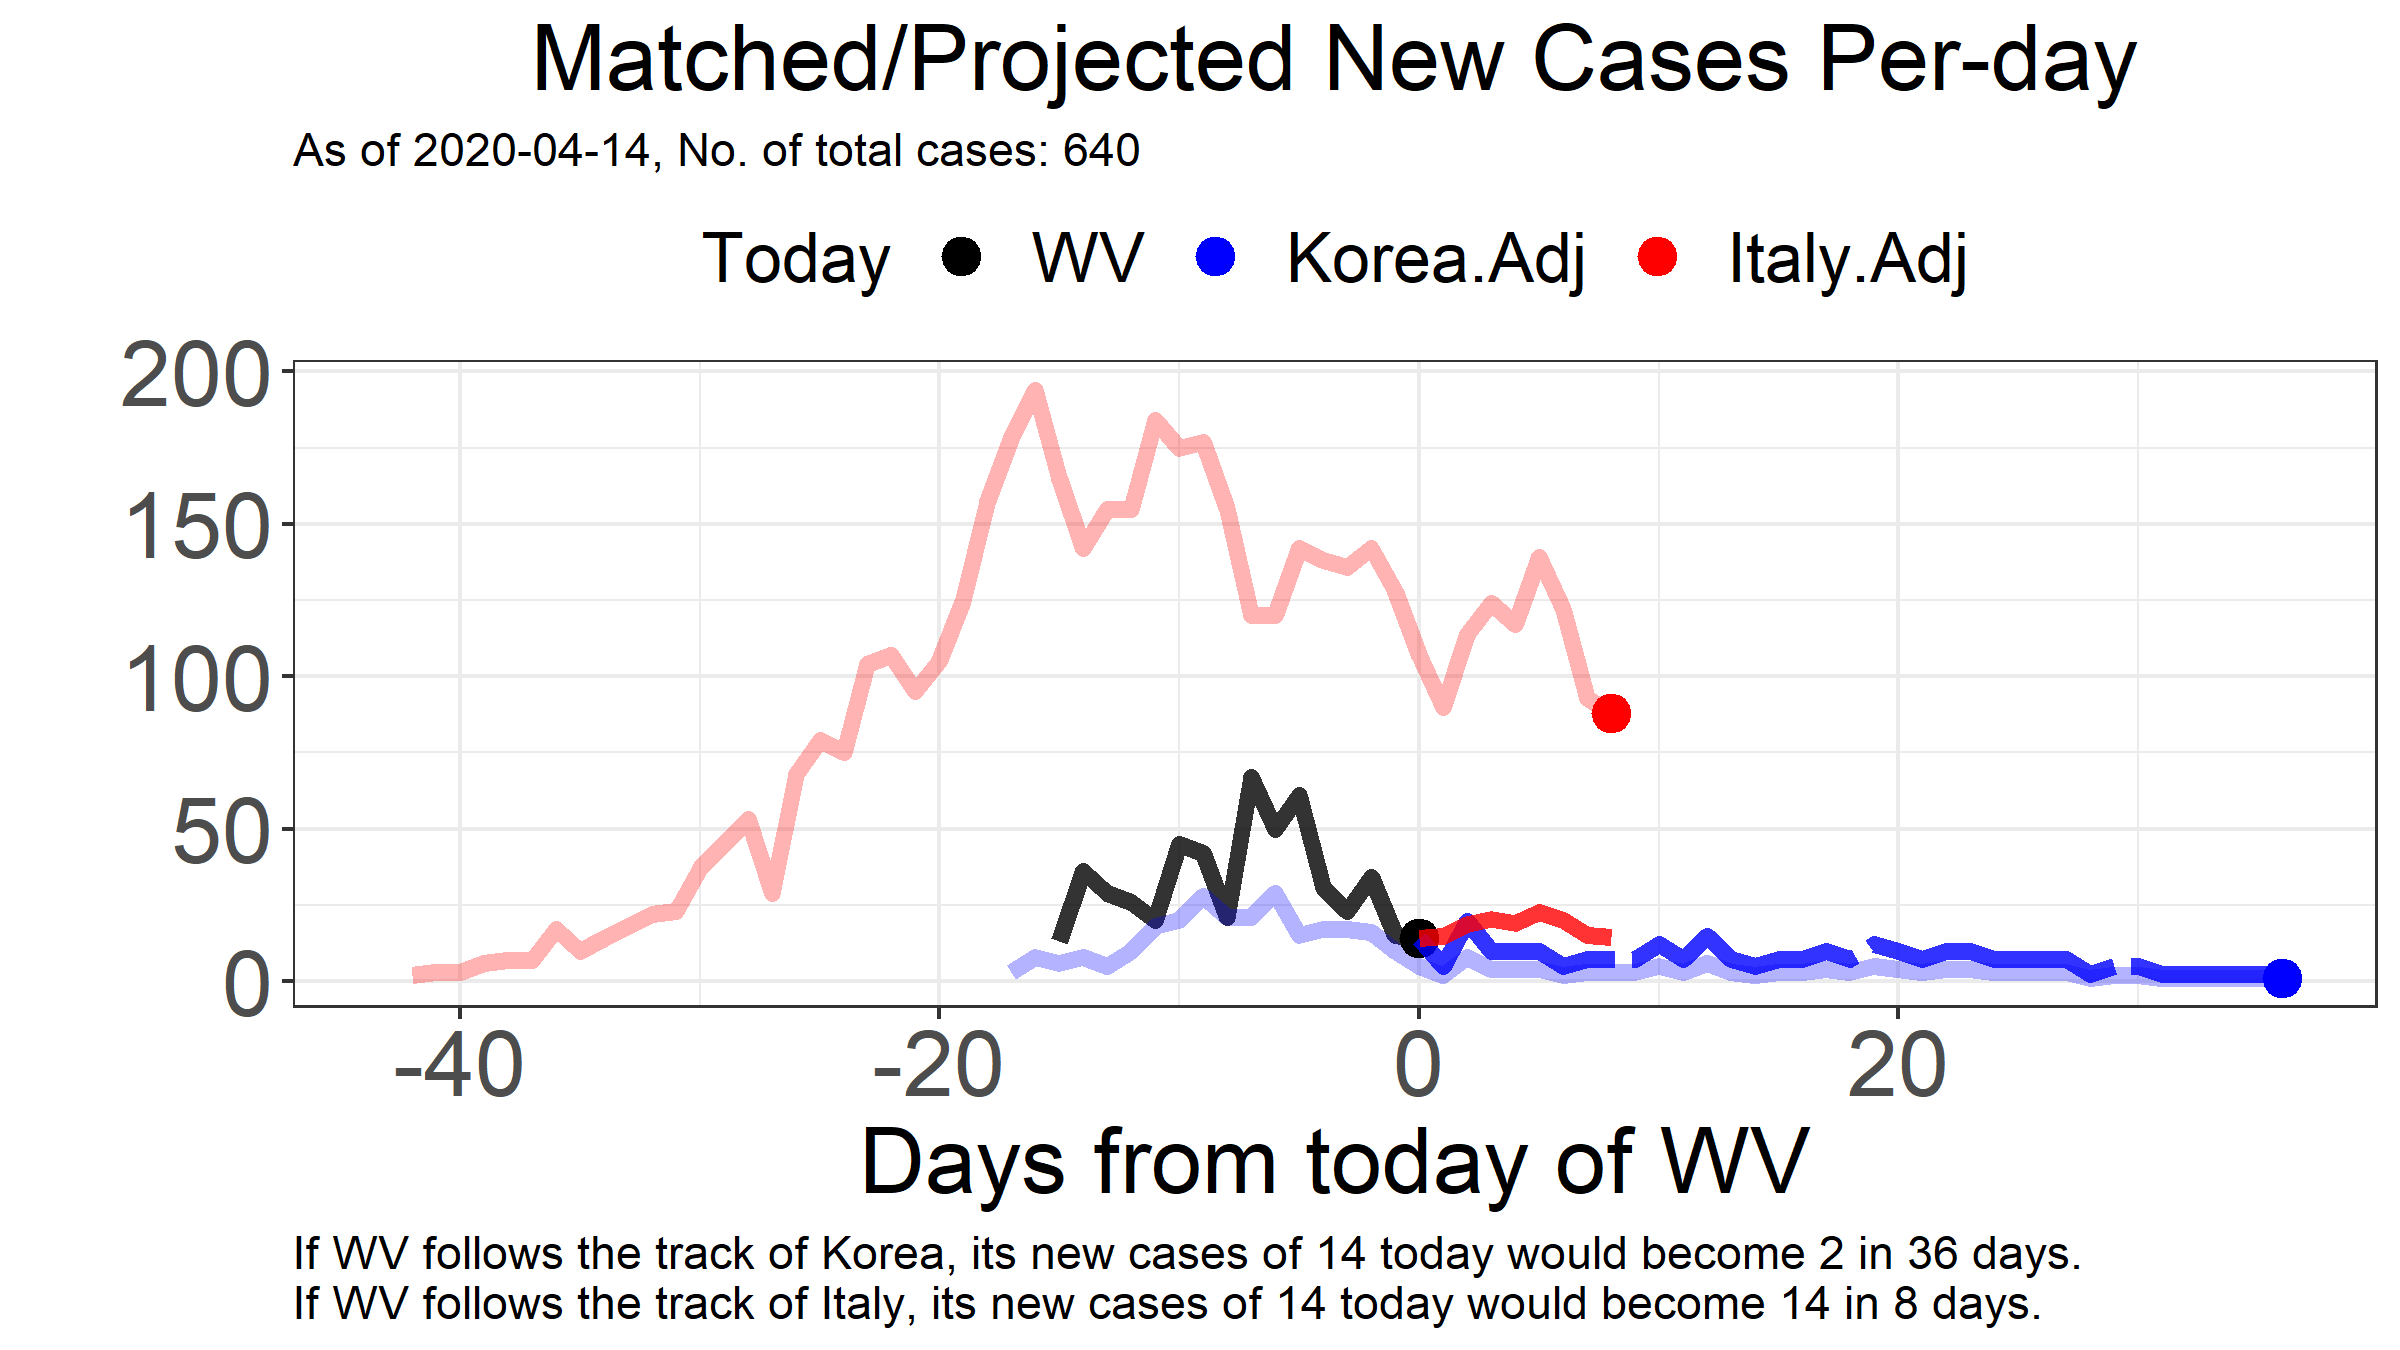 Matched/Projected New Cases Per-day
As of 2020-04-14, No. of total cases: 640
Today WV Korea.Adj Italy.Adj
200
150
100
50
0
-40 -20 0 20
Days from today of WV
If WV follows the track of Korea, its new cases of 14 today would become 2 in 36 days.
If WV follows the track of Italy, its new cases of 14 today would become 14 in 8 days.